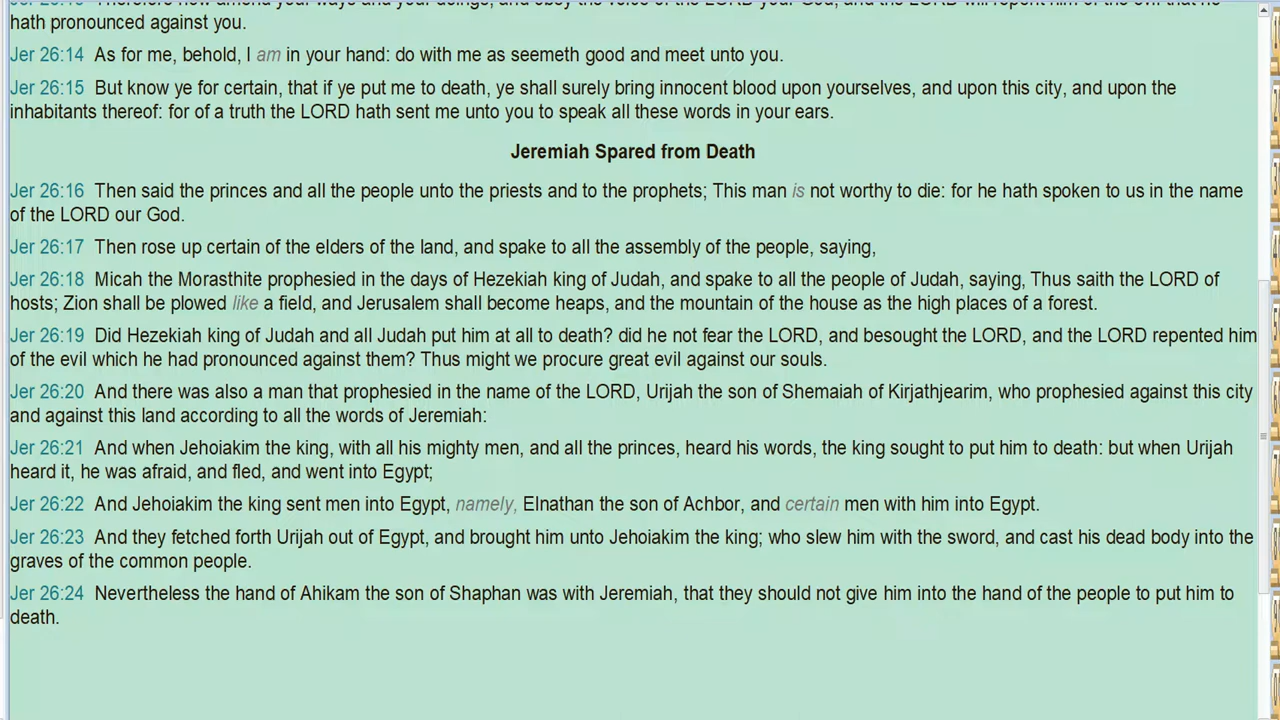 hath pronounced against you.
Jer 26:14 As for me, behold, I am in your hand: do with me as seemeth good and meet unto you.
Jer 26:15 But know ye for certain, that if ye put me to death, ye shall surely bring innocent blood upon yourselves, and upon this city, and upon the
inhabitants thereof: for of a truth the LORD hath sent me unto you to speak all these words in your ears.
Jeremiah Spared from Death
Jer 26:16 Then said the princes and all the people unto the priests and to the prophets; This man is not worthy to die: for he hath spoken to us in the name
of the LORD our God.
Jer 26:17 Then rose up certain of the elders of the land, and spake to all the assembly of the people, saying,
Jer 26:18 Micah the Morasthite prophesied in the days of Hezekiah king of Judah, and spake to all the people of Judah, saying, Thus saith the LORD of
hosts; Zion shall be plowed like a field, and Jerusalem shall become heaps, and the mountain of the house as the high places of a forest.
Jer 26:19 Did Hezekiah king of Judah and all Judah put him at all to death? did he not fear the LORD, and besought the LORD, and the LORD repented him
of the evil which he had pronounced against them? Thus might we procure great evil against our souls.
Jer 26:20 And there was also a man that prophesied in the name of the LORD, Urijah the son of Shemaiah of Kirjathjearim, who prophesied against this city
and against this land according to all the words of Jeremiah:
Jer 26:21 And when Jehoiakim the king, with all his mighty men, and all the princes, heard his words, the king sought to put him to death: but when Urijah
heard it, he was afraid, and fled, and went into Egypt;
Jer 26:22 And Jehoiakim the king sent men into Egypt, namely, Elnathan the son of Achbor, and certain men with him into Egypt.
Jer 26:23 And they fetched forth Urijah out of Egypt, and brought him unto Jehoiakim the king; who slew him with the sword, and cast his dead body into the
graves of the common people.
Jer 26:24 Nevertheless the hand of Ahikam the son of Shaphan was with Jeremiah, that they should not give him into the hand of the people to put him to
death.